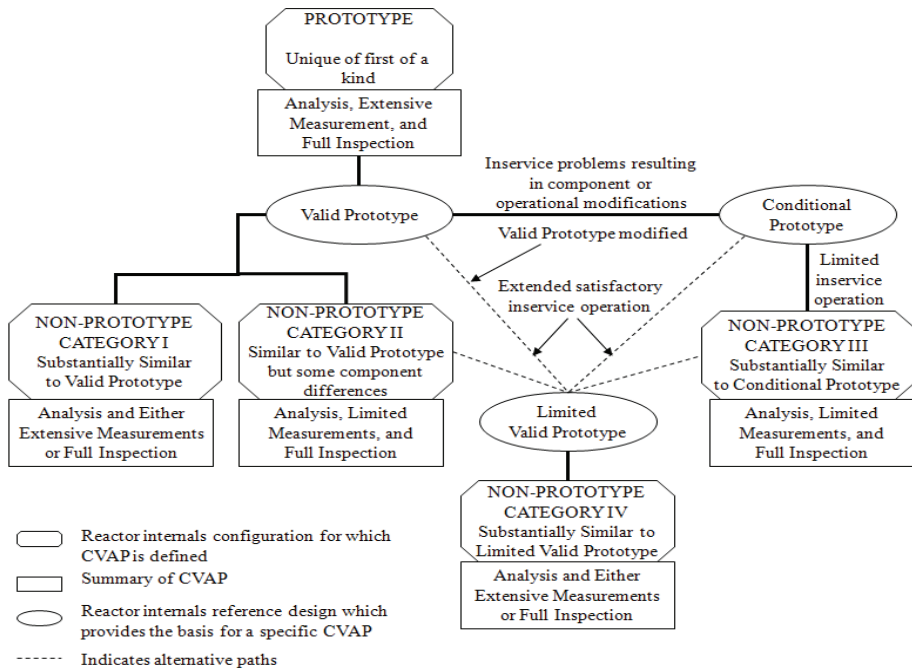 PROTOTYPE
Unique of first of a
kind
Analysis, Extensive
Measurement, and
Full Inspection
Valid Prototype
Inservice problems resulting
in component or
operational modifications
Conditional
Prototype
Valid Prototype modified
Extended satisfactory
inservice operation
Limited
inservice
operation
NON-PROTOTYPE
CATEGORY I
Substantially Similar
to Valid Prototype
Analysis and Either
Extensive Measurements
or Full Inspection
NON-PROTOTYPE
CATEGORY II
Similar to Valid Prototype
but some component
differences
Analysis, Limited
Measurements, and
Full Inspection
Limited
Valid Prototype
NON-PROTOTYPE
CATEGORY III
Substantially Similar
to Conditional Prototype
Analysis, Limited
Measurements, and
Full Inspection
NON-PROTOTYPE
CATEGORY IV
Substantially Similar to
Limited Valid Prototype
Analysis and Either
Extensive Measurements
or Full Inspection
Reactor internals configuration for which
CVAP is defined
Summary of CVAP
Reactor internals reference design which
provides the basis for a specific CVAP
Indicates alternative paths